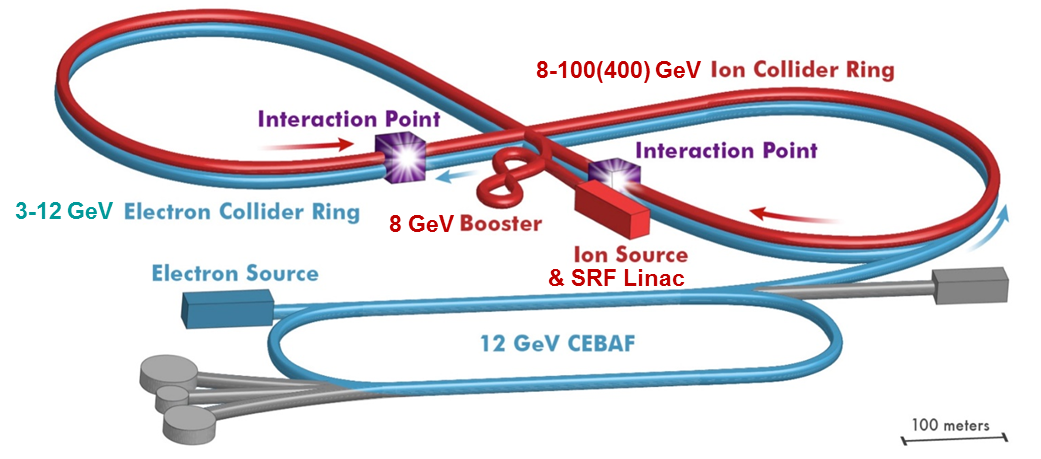 8-100(400) GeV Ion Collider Ring
Interaction Point
Interaction Point
3-12 GeV Electron Collider Ring
8 GeV Booster
Ion Source
& SRF Linac
Electron Source
12 GeV CEBAF
100 meters